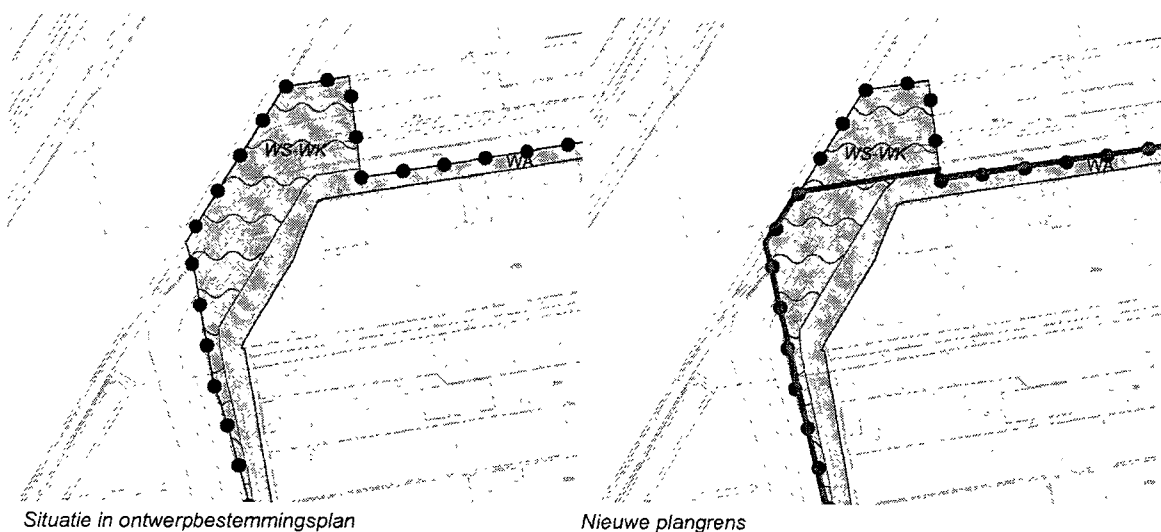 WS-WK
WA
WS-WK
WA
Situatie in ontwerpbestemmingsplan
Nieuwe plangrens